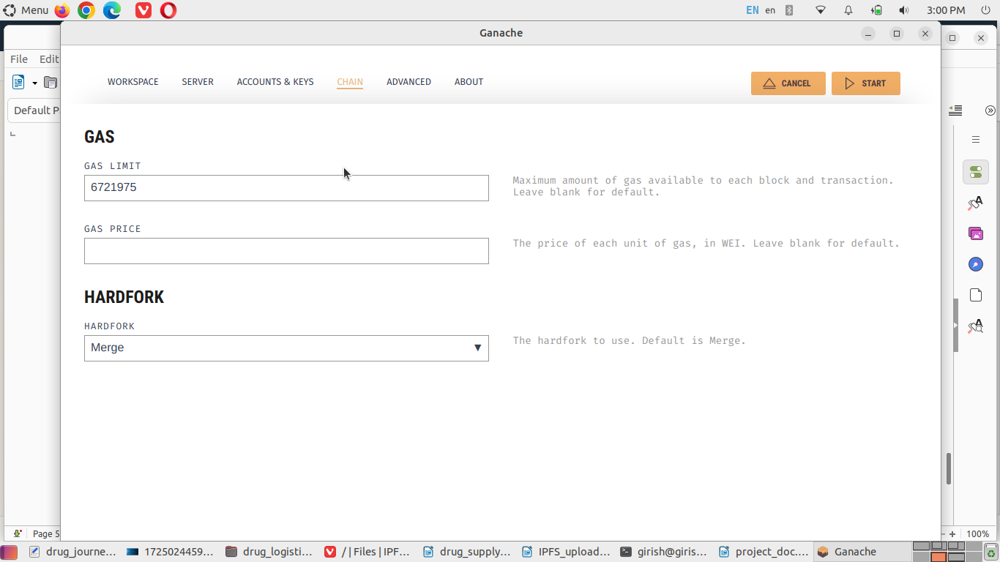 Menu
EN en
3:00 PM
Ganache
File Edit
WORKSPACE SERVER ACCOUNTS & KEYS CHAIN ADVANCED ABOUT
CANCEL START
Default P
GAS
GAS LIMIT
6721975
Maximum amount of gas available to each block and transaction.
Leave blank for default.
GAS PRICE
The price of each unit of gas, in WEI. Leave blank for default.
HARDFORK
HARDFORK
Merge
The hardfork to use. Default is Merge.
Page 5
100%
drug_journe... 1725024459... drug_logisti... / | Files | IPF... drug_supply... IPFS_upload... girish@giris... project_doc.... Ganache